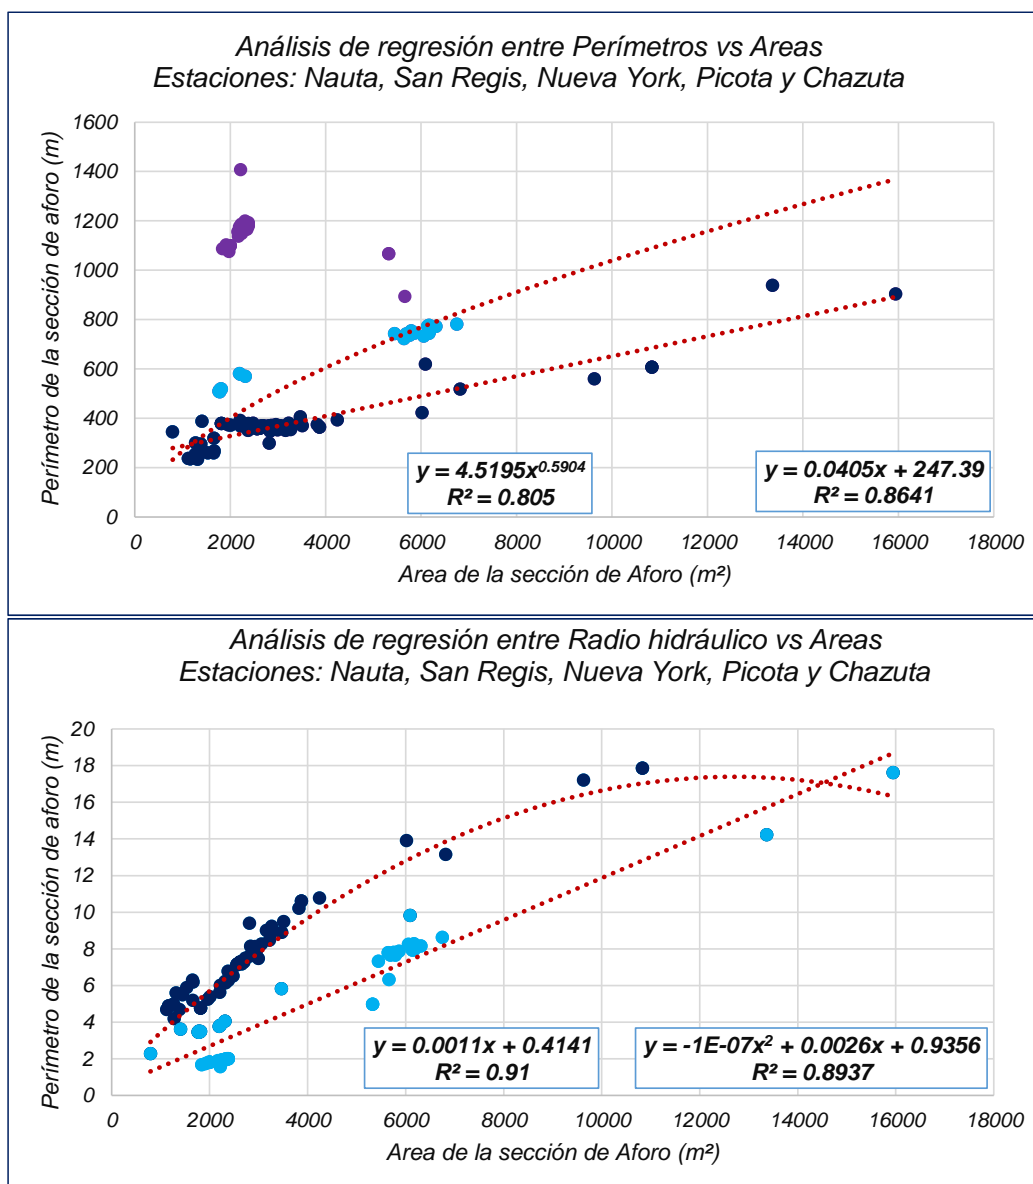 Análisis de regresión entre Perímetros vs Areas
Estaciones: Nauta, San Regis, Nueva York, Picota y Chazuta
Perímetro de la sección de aforo (m)
1600
1400
1200
1000
800
600
400
200
0
y = 4.5195x^0.5904
R² = 0.805
y = 0.0405x + 247.39
R² = 0.8641
0 2000 4000 6000 8000 10000 12000 14000 16000 18000
Area de la sección de Aforo (m²)
Análisis de regresión entre Radio hidráulico vs Areas
Estaciones: Nauta, San Regis, Nueva York, Picota y Chazuta
Perímetro de la sección de aforo (m)
20
18
16
14
12
10
8
6
4
2
0
y = 0.0011x + 0.4141
R² = 0.91
y = -1E-07x² + 0.0026x + 0.9356
R² = 0.8937
0 2000 4000 6000 8000 10000 12000 14000 16000 18000
Area de la sección de Aforo (m²)